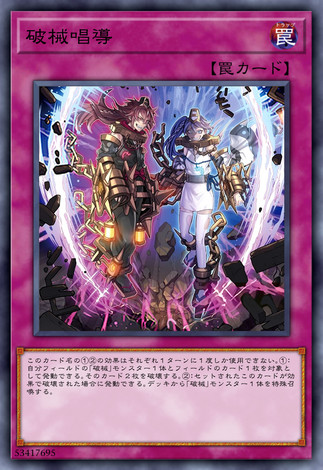 破械唱導
トラップ
罠
【罠カード】
このカード名の①②の効果はそれぞれ1ターンに1度しか使用できない。①:
自分フィールドの「破械」モンスター1体とフィールドのカード1枚を対象と
して発動できる。そのカード2枚を破壊する。②:セットされたこのカードが効
果で破壊された場合に発動できる。デッキから「破械」モンスター1体を特殊召
喚する。
53417695